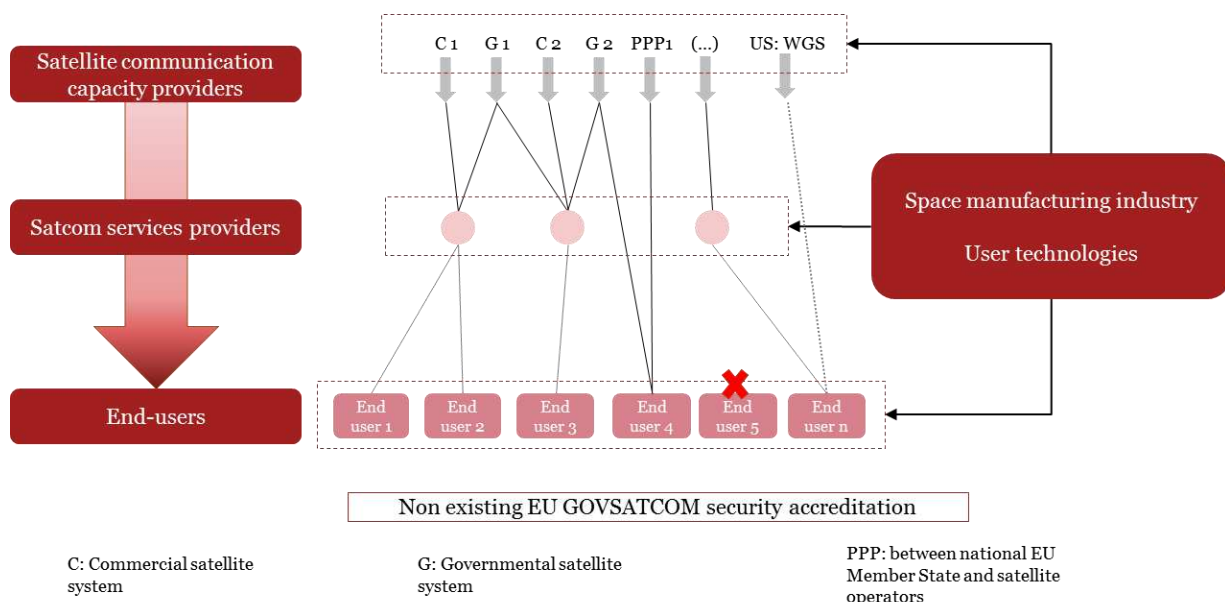 C 1 G 1 C 2 G 2 PPP1 (...) US: WGS
Satellite communication
capacity providers
Satcom services providers
Space manufacturing industry
User technologies
End-users
End
user 1
End
user 2
End
user 3
End
user 4
End
user 5
End
user n
Non existing EU GOVSATCOM security accreditation
C: Commercial satellite
system
G: Governmental satellite
system
PPP: between national EU
Member State and satellite
operators